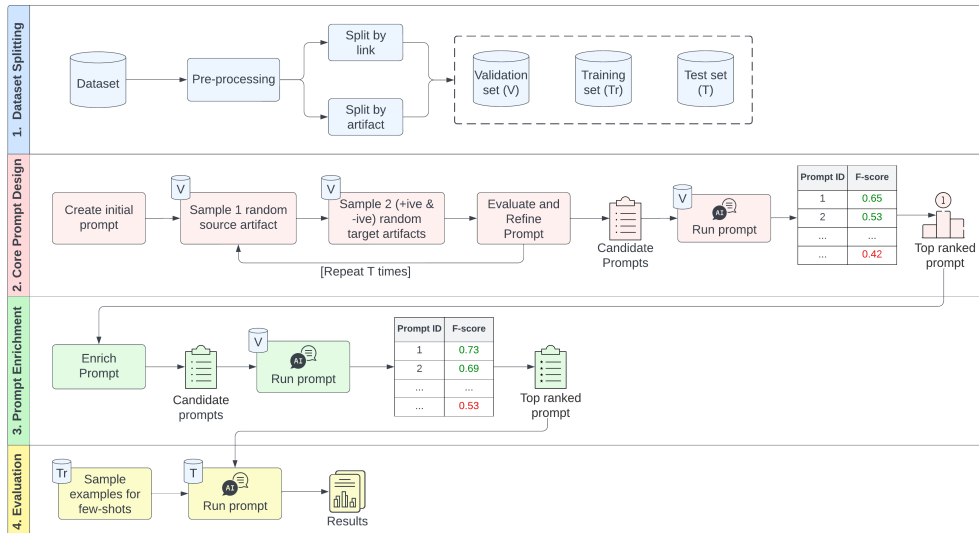 1. Dataset Splitting
Dataset
Pre-processing
Split by
link
Split by
artifact
Validation
set (V)
Training
set (Tr)
Test set
(T)
2. Core Prompt Design
Create initial
prompt
V
Sample 1 random
source artifact
V
Sample 2 (+ive &
-ive) random
target artifacts
Evaluate and
Refine
Prompt
[Repeat T times]
Candidate
Prompts
V
AI
Run prompt
Prompt ID F-score
1 0.65
2 0.53
... ...
... 0.42
1
Top ranked
prompt
3. Prompt Enrichment
Enrich
Prompt
Candidate
prompts
V
AI
Run prompt
Prompt ID F-score
1 0.73
2 0.69
... ...
... 0.53
Top ranked
prompt
4. Evaluation
Tr
Sample
examples for
few-shots
T
AI
Run prompt
Results